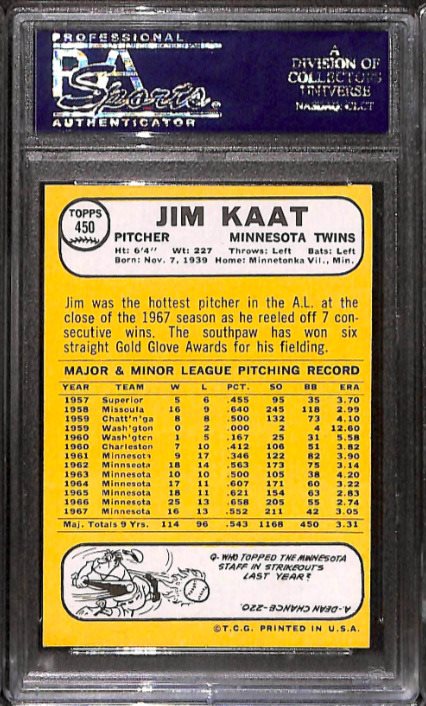 PROFESSIONAL
PSA
Sports
AUTHENTICATOR
A
DIVISION OF
COLLECTORS
UNIVERSE
NASDAQ: CLCT
TOPPS
450
JIM KAAT
PITCHER MINNESOTA TWINS
Ht: 6'4" Wt: 227 Throws: Left Bats: Left
Born: Nov. 7, 1939 Home: Minnetonka Vil., Min.
Jim was the hottest pitcher in the A.L. at the
close of the 1967 season as he reeled off 7 con-
secutive wins. The southpaw has won six
straight Gold Glove Awards for his fielding.
MAJOR & MINOR LEAGUE PITCHING RECORD
YEAR TEAM W L PCT. SO BB ERA
1957 Superior 5 6 .455 95 35 3.70
1958 Missoula 16 9 .640 245 118 2.99
1959 Chatt'n'ga 8 8 .500 132 73 4.10
1959 Wash'gton 0 2 .000 2 4 12.60
1960 Wash'gton 1 5 .167 25 31 5.58
1960 Charleston 7 10 .412 106 51 3.82
1961 Minnesota 9 17 .346 122 82 3.90
1962 Minnesota 18 14 .563 173 75 3.14
1963 Minnesota 10 10 .500 105 38 4.20
1964 Minnesota 17 11 .607 171 60 3.22
1965 Minnesota 18 11 .621 154 63 2.83
1966 Minnesota 25 13 .658 205 55 2.74
1967 Minnesota 16 13 .552 211 42 3.05
Maj. Totals 9 Yrs. 114 96 .543 1168 450 3.31
Q-WHO TOPPED THE MINNESOTA
STAFF IN STRIKEOUTS
LAST YEAR?
A-DEAN CHANCE-220.
©T.C.G. PRINTED IN U.S.A.